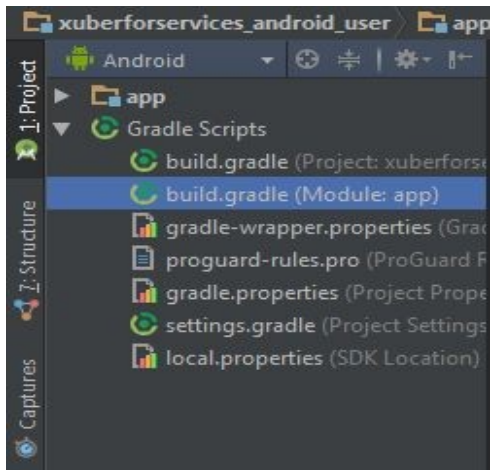 xuberforservices_android_user app
1: Project
Android
app
Gradle Scripts
build.gradle (Project: xuberforse
build.gradle (Module: app)
gradle-wrapper.properties (Grad
proguard-rules.pro (ProGuard R
gradle.properties (Project Prope
settings.gradle (Project Settings
local.properties (SDK Location)
7: Structure
Captures